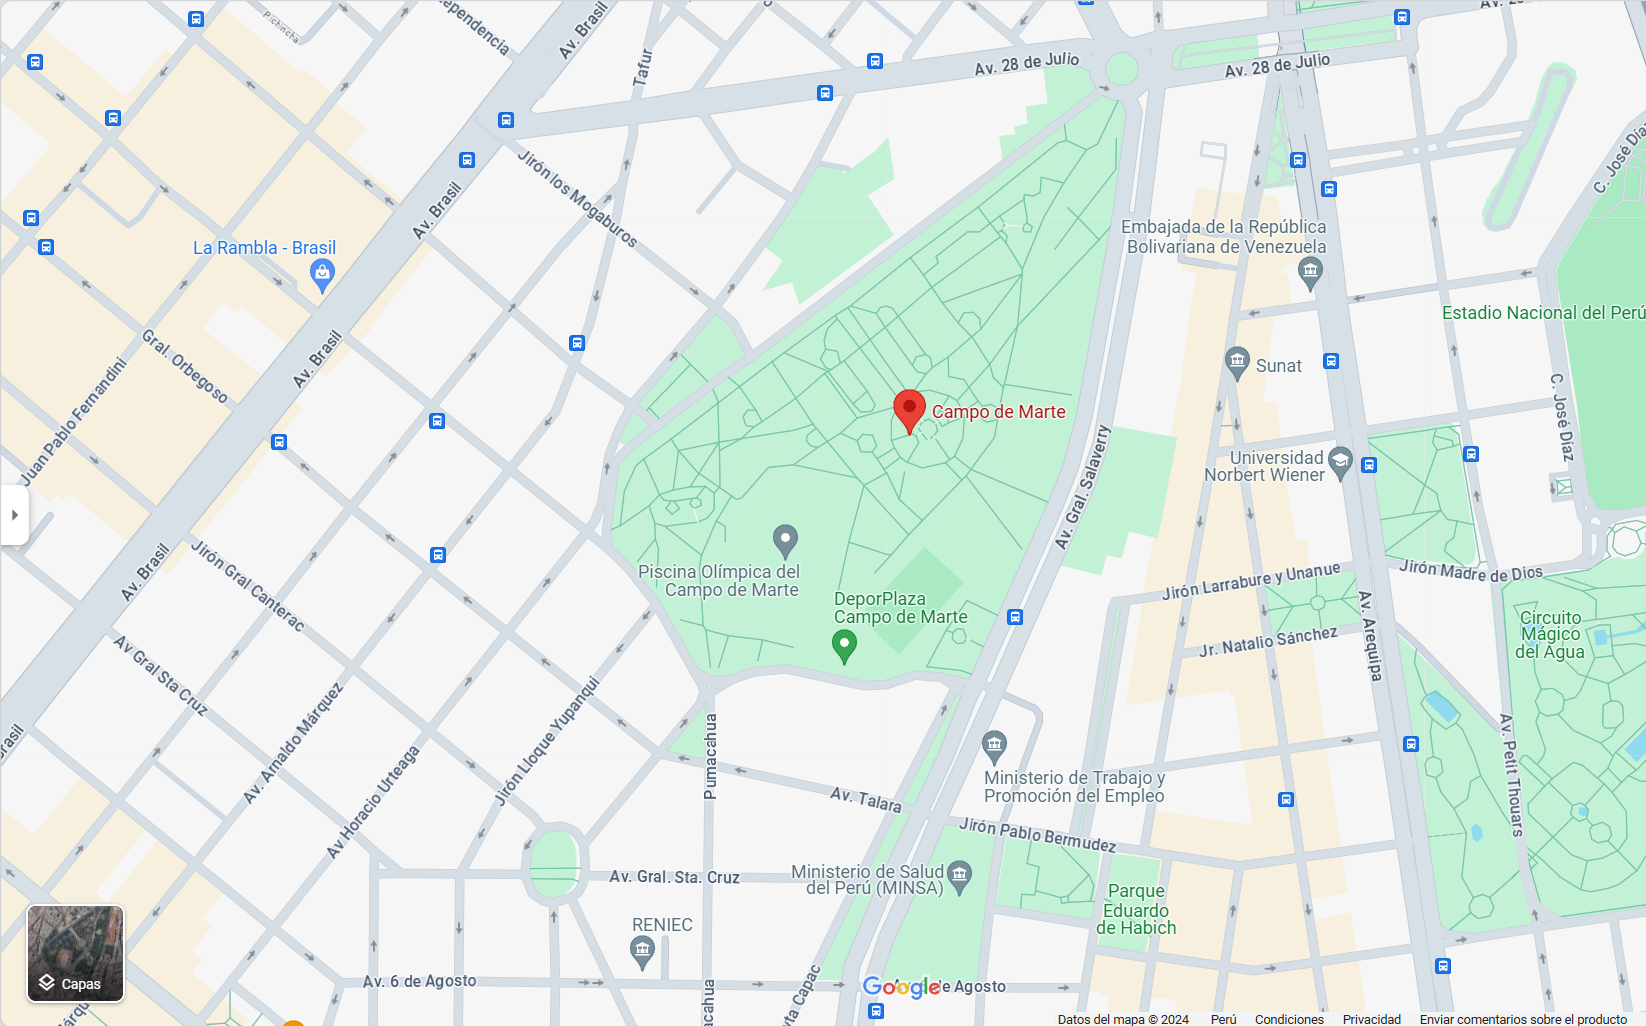 Pichincha
ependencia
Av. Brasil
Tafur
Av. 28 de Julio
Av. 28 de Julio
C. José Díaz
Jirón los Mogaburos
Av. Brasil
La Rambla - Brasil
Embajada de la República
Bolivariana de Venezuela
Estadio Nacional del Perú
Gral. Orbegoso
Av. Brasil
Juan Pablo Fernandini
Sunat
C. José Díaz
Campo de Marte
Av. Gral. Salaverry
Universidad
Norbert Wiener
Av. Brasil
Jirón Gral Canterac
Piscina Olímpica del
Campo de Marte
DeporPlaza
Campo de Marte
Jirón Larrabure y Unanue
Jirón Madre de Dios
Av. Arequipa
Jr. Natalio Sánchez
Circuito
Mágico
del Agua
Av Gral Sta Cruz
Av. Arnaldo Márquez
Av Horacio Urteaga
Jirón Lloque Yupanqui
Pumacahua
rasil
Av. Petit Thouars
Ministerio de Trabajo y
Promoción del Empleo
Av. Talara
Jirón Pablo Bermudez
Av. Gral. Sta. Cruz
Ministerio de Salud
del Perú (MINSA)
Parque
Eduardo
de Habich
RENIEC
Capas
Av. 6 de Agosto
acahua
yta Capac
Google
de Agosto
árque
Datos del mapa © 2024 Perú Condiciones Privacidad Enviar comentarios sobre el producto